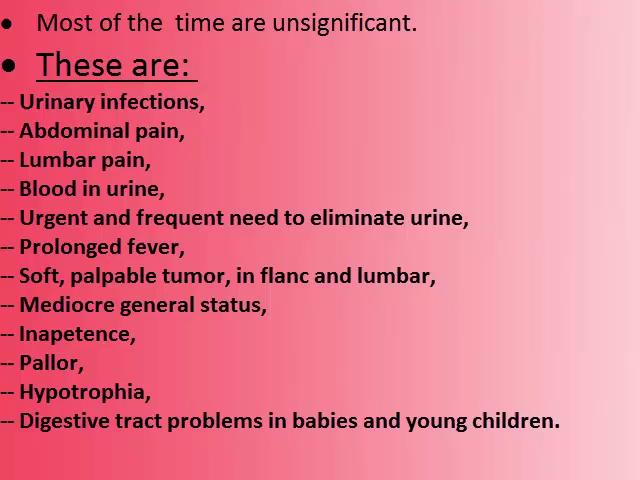 • Most of the  time are unsignificant.
• These are:
-- Urinary infections,
-- Abdominal pain,
-- Lumbar pain,
-- Blood in urine,
-- Urgent and frequent need to eliminate urine,
-- Prolonged fever,
-- Soft, palpable tumor, in flanc and lumbar,
-- Mediocre general status,
-- Inapetence,
-- Pallor,
-- Hypotrophia,
-- Digestive tract problems in babies and young children.